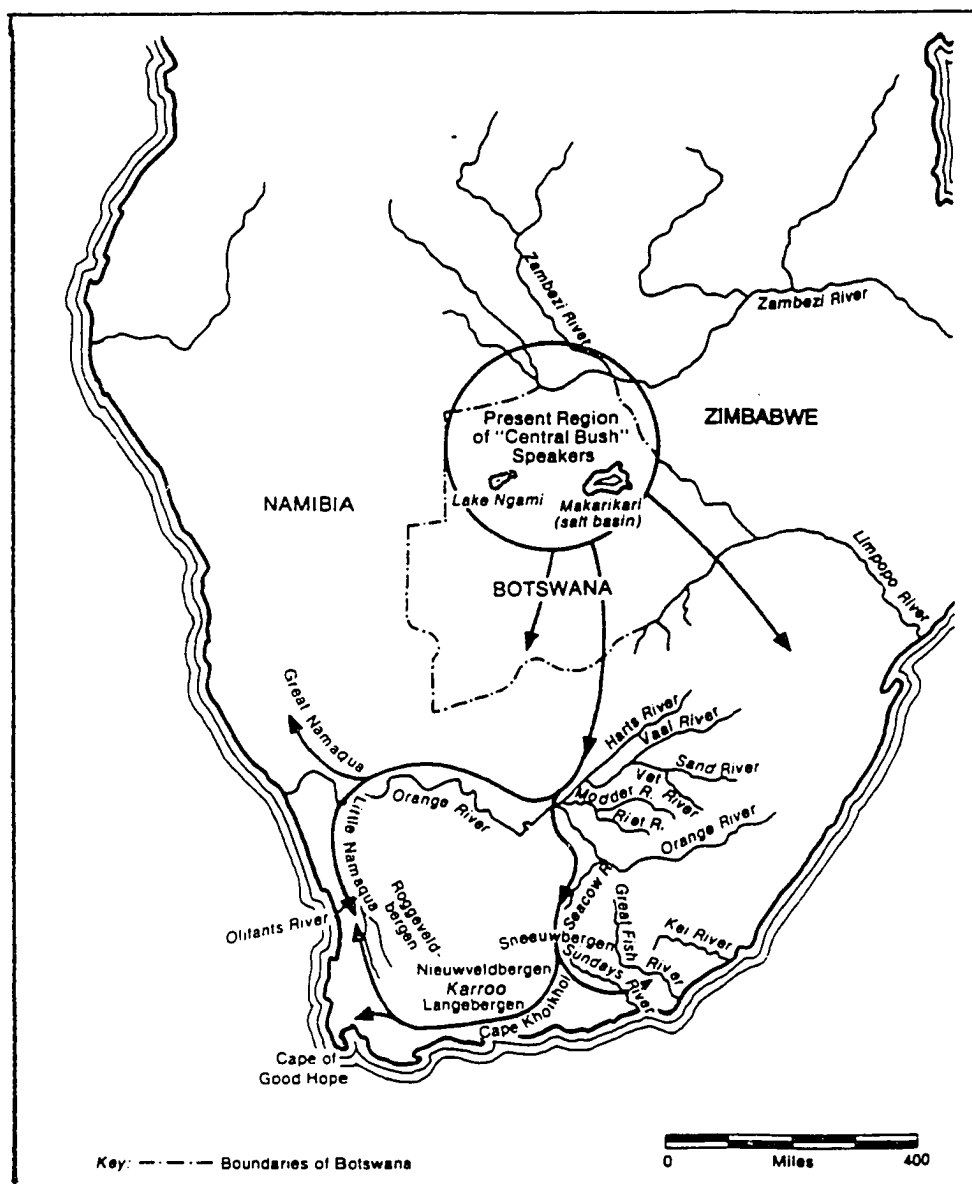 Zambezi River
Zambezi River
ZIMBABWE
Present Region
of "Central Bush"
Speakers
Lake Ngami
Makarikari
(salt basin)
NAMIBIA
BOTSWANA
Limpopo River
Great Namaqua
Harts River
Vaal River
Sand River
Vet River
Modder R.
Riet R.
Orange River
Orange River
Little Namaqua
Roggeveld-
bergen
Olifants River
Seacow R.
Great Fish River
Kei River
Sneeuwbergen
Sundays River
Nieuwveldbergen
Karroo
Langebergen
Cape Khoikhoi
Cape of
Good Hope
Key: Boundaries of Botswana
0 Miles 400